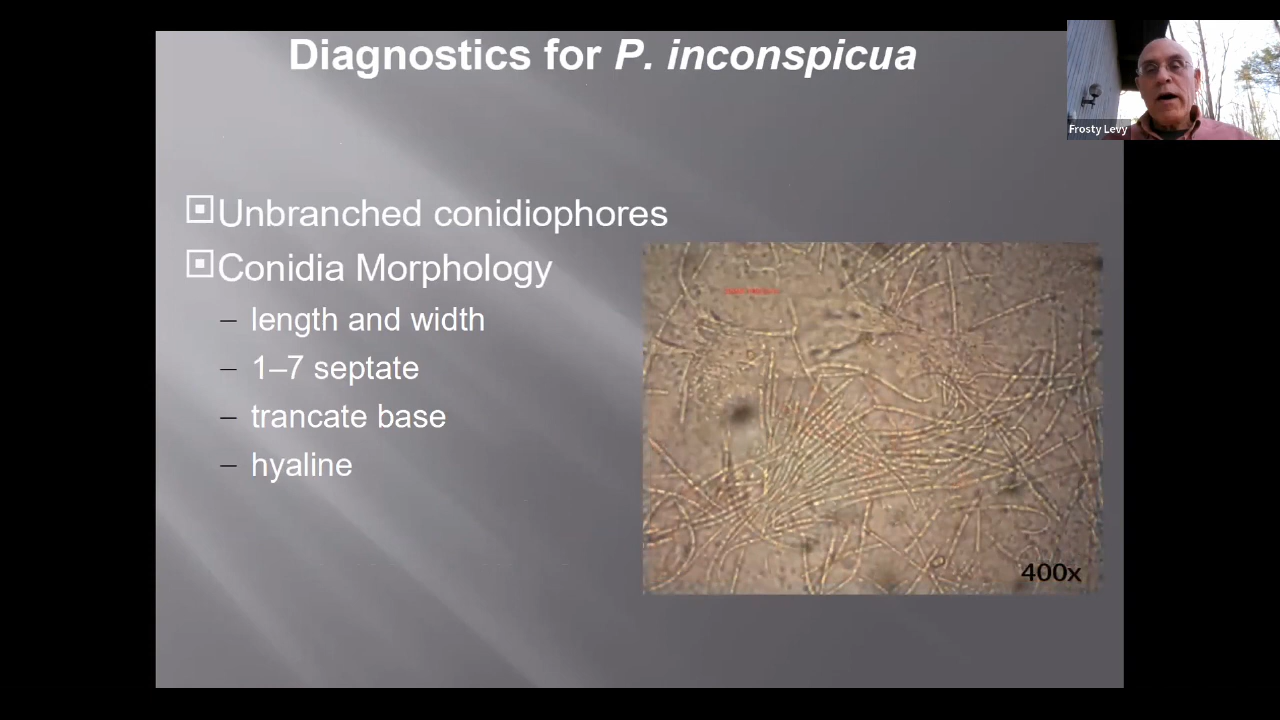 Diagnostics for P. inconspicua
Frosty Levy
Unbranched conidiophores
Conidia Morphology
– length and width
– 1–7 septate
– trancate base
– hyaline
400x